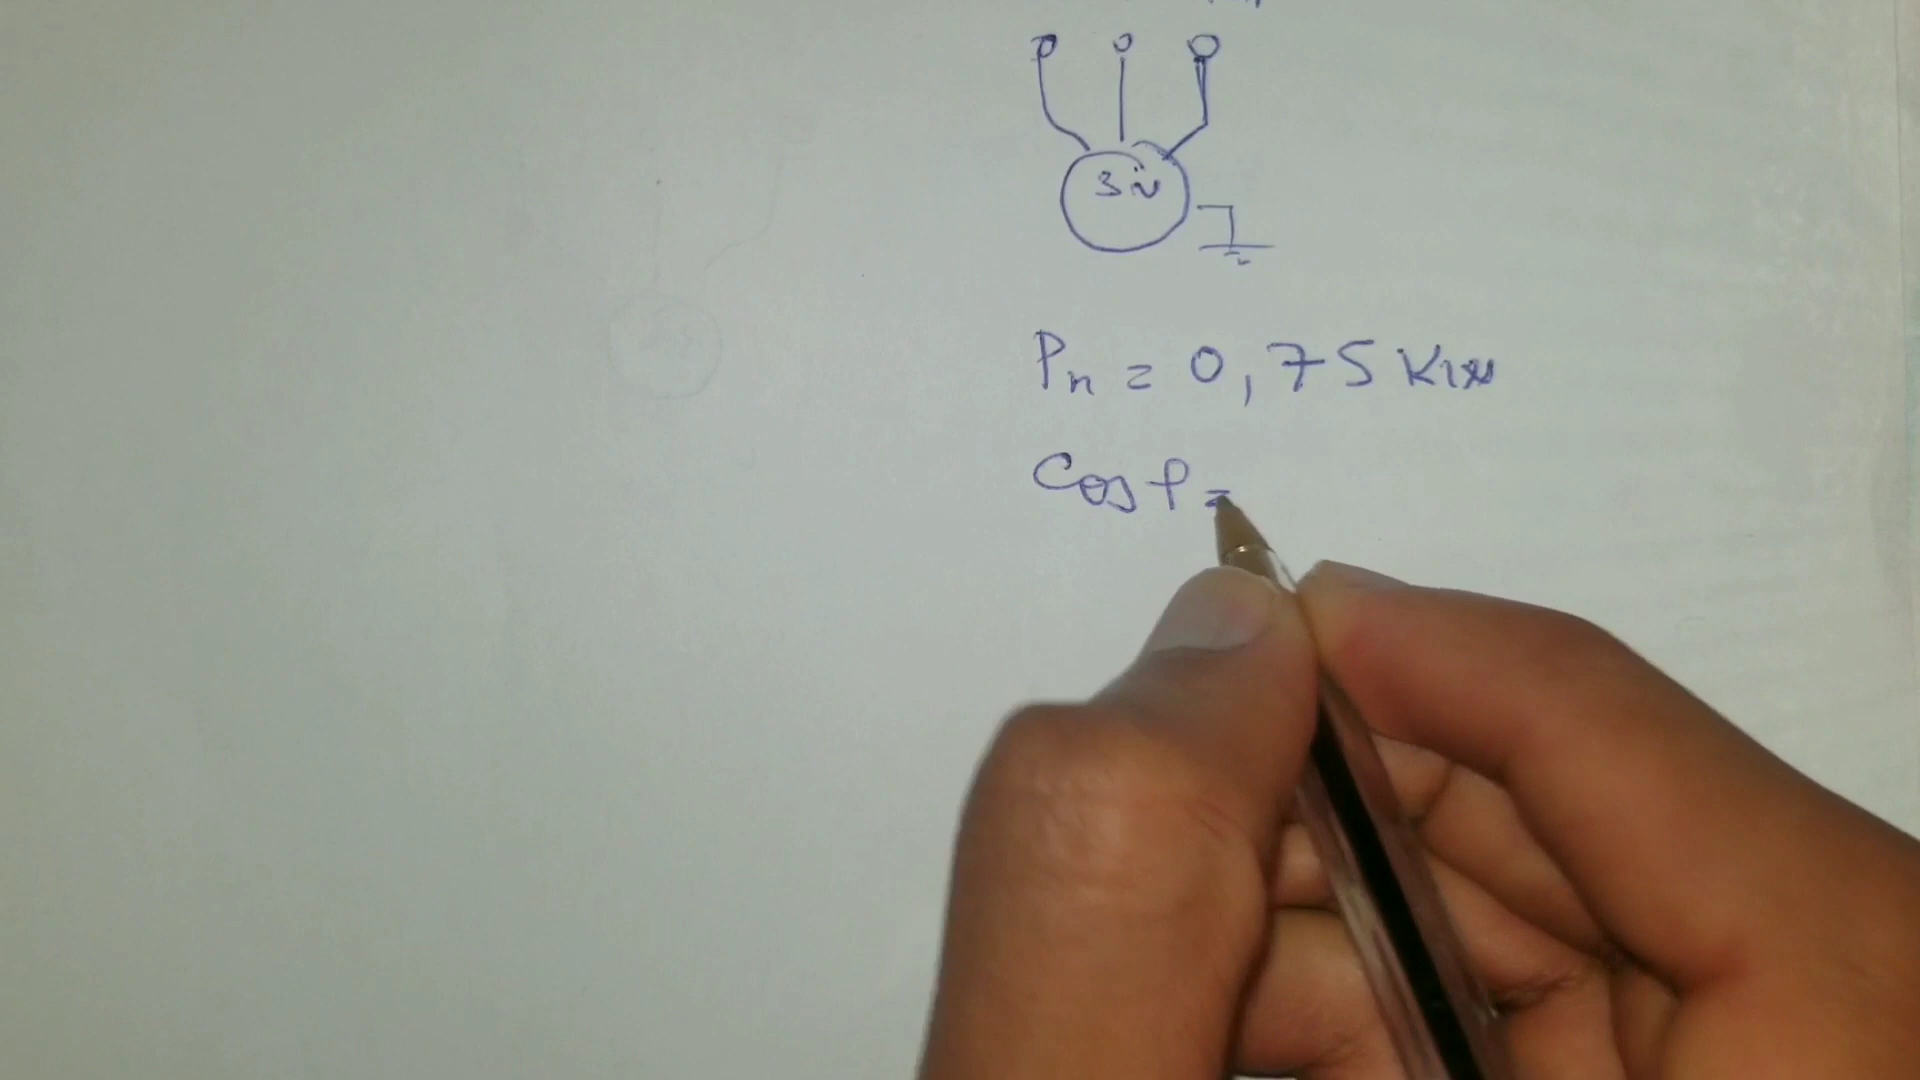 3~
Pn = 0,75 KW
Cos φ =